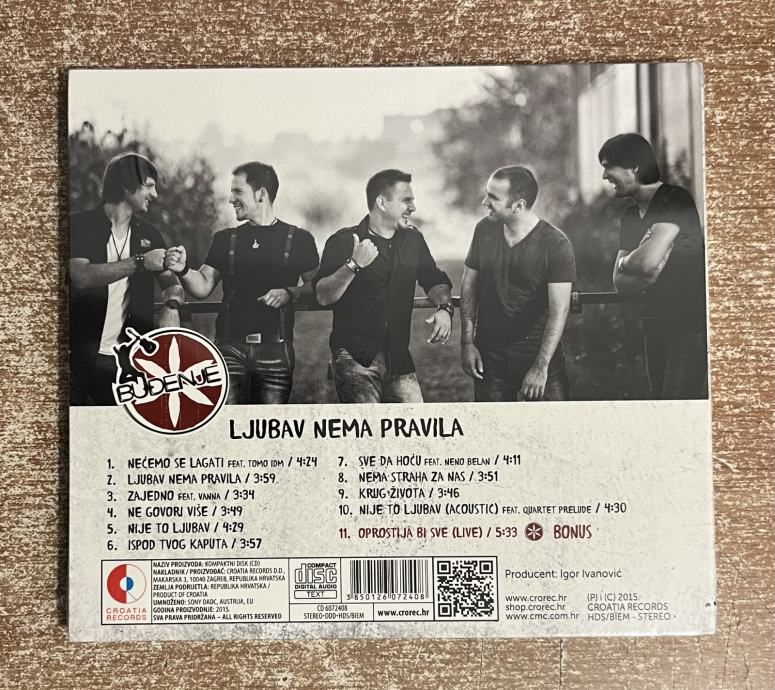 BUĐENJE
LJUBAV NEMA PRAVILA
1. NEĆEMO SE LAGATI FEAT. TOMO IDM / 4:24
2. LJUBAV NEMA PRAVILA / 3:59
3. ZAJEDNO FEAT. VANNA / 3:34
4. NE GOVORI VIŠE / 3:49
5. NIJE TO LJUBAV / 4:29
6. ISPOD TVOG KAPUTA / 3:57
7. SVE DA HOĆU FEAT. NENO BELAN / 4:11
8. NEMA STRAHA ZA NAS / 3:51
9. KRUG ŽIVOTA / 3:46
10. NIJE TO LJUBAV (ACOUSTIC) FEAT. QUARTET PRELUDE / 4:30
11. OPROSTIJA BI SVE (LIVE) / 5:33 BONUS
CROATIA
RECORDS
NAZIV PROIZVODA: KOMPAKTNI DISK (CD)
NAKLADNIK / PROIZVOĐAČ: CROATIA RECORDS D.D.,
MAKARSKA 3, 10040 ZAGREB, REPUBLIKA HRVATSKA
ZEMLJA PODRIJETLA: REPUBLIKA HRVATSKA /
PRODUCT OF CROATIA
UMNOŽENO: SONY DADC, AUSTRIJA, EU
GODINA PROIZVODNJE: 2015.
SVA PRAVA PRIDRŽANA – ALL RIGHTS RESERVED
COMPACT
disc
DIGITAL AUDIO
TEXT
CD 6072408
STEREO-DDD-HDS/BIEM
3 850126 072408
www.crorec.hr
Producent: Igor Ivanović
www.crorec.hr
shop.crorec.hr
www.cmc.com.hr
(P) i (C) 2015.
CROATIA RECORDS
HDS/BIEM - STEREO -